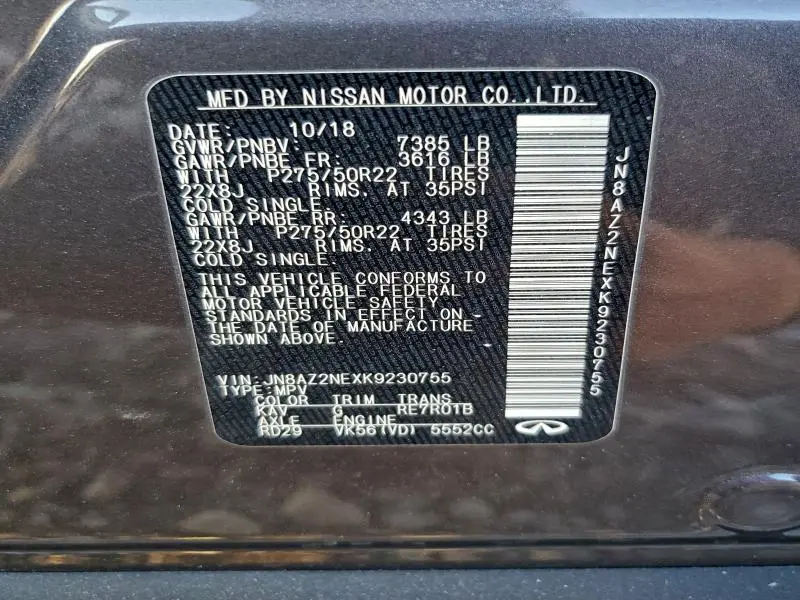 MFD BY NISSAN MOTOR CO.,LTD.
DATE: 10/18
GVWR/PNBV: 7385 LB
GAWR/PNBE FR: 3616 LB
WITH P275/50R22 TIRES
22X8J RIMS, AT 35PSI
COLD SINGLE.
GAWR/PNBE RR: 4343 LB
WITH P275/50R22 TIRES
22X8J RIMS, AT 35PSI
COLD SINGLE.
THIS VEHICLE CONFORMS TO
ALL APPLICABLE FEDERAL
MOTOR VEHICLE SAFETY
STANDARDS IN EFFECT ON
THE DATE OF MANUFACTURE
SHOWN ABOVE.
VIN:JN8AZ2NEXK9230755
TYPE:MPV
COLOR TRIM TRANS
KAV G RE7R01B
AXLE ENGINE
RD29 VK56(VD) 5552CC
JN8AZ2NEXK9230755